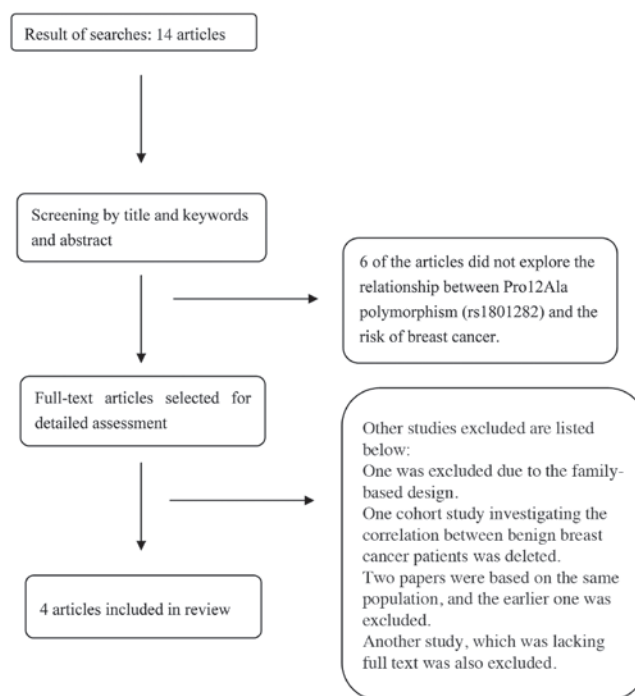 Result of searches: 14 articles
Screening by title and keywords
and abstract
6 of the articles did not explore the
relationship between Pro12Ala
polymorphism (rs1801282) and the
risk of breast cancer.
Full-text articles selected for
detailed assessment
Other studies excluded are listed
below:
One was excluded due to the family-
based design.
One cohort study investigating the
correlation between benign breast
cancer patients was deleted.
Two papers were based on the same
population, and the earlier one was
excluded.
Another study, which was lacking
full text was also excluded.
4 articles included in review